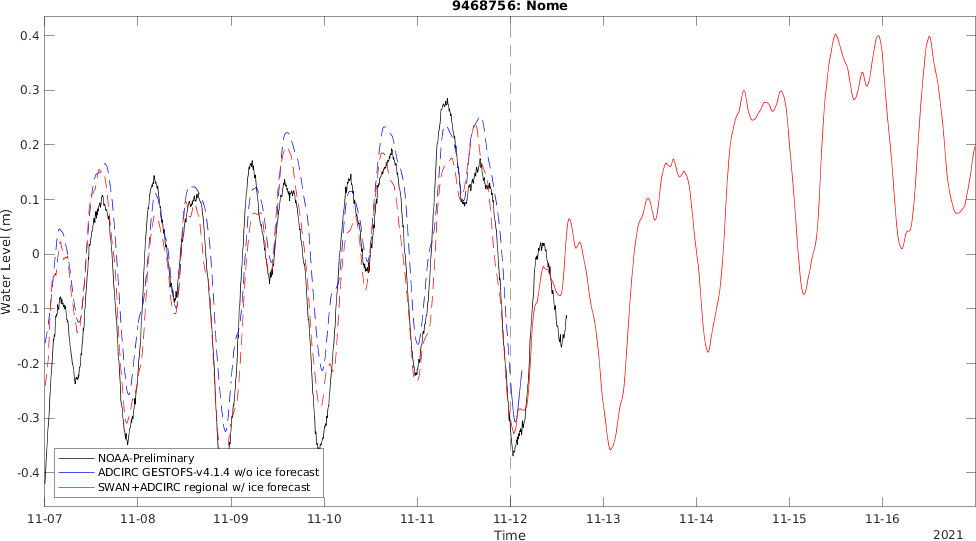 9468756: Nome
0.4
0.3
0.2
0.1
0
-0.1
-0.2
-0.3
-0.4
Water Level (m)
NOAA-Preliminary
ADCIRC GESTOFS-v4.1.4 w/o ice forecast
SWAN+ADCIRC regional w/ ice forecast
11-07 11-08 11-09 11-10 11-11 11-12 11-13 11-14 11-15 11-16
Time
2021